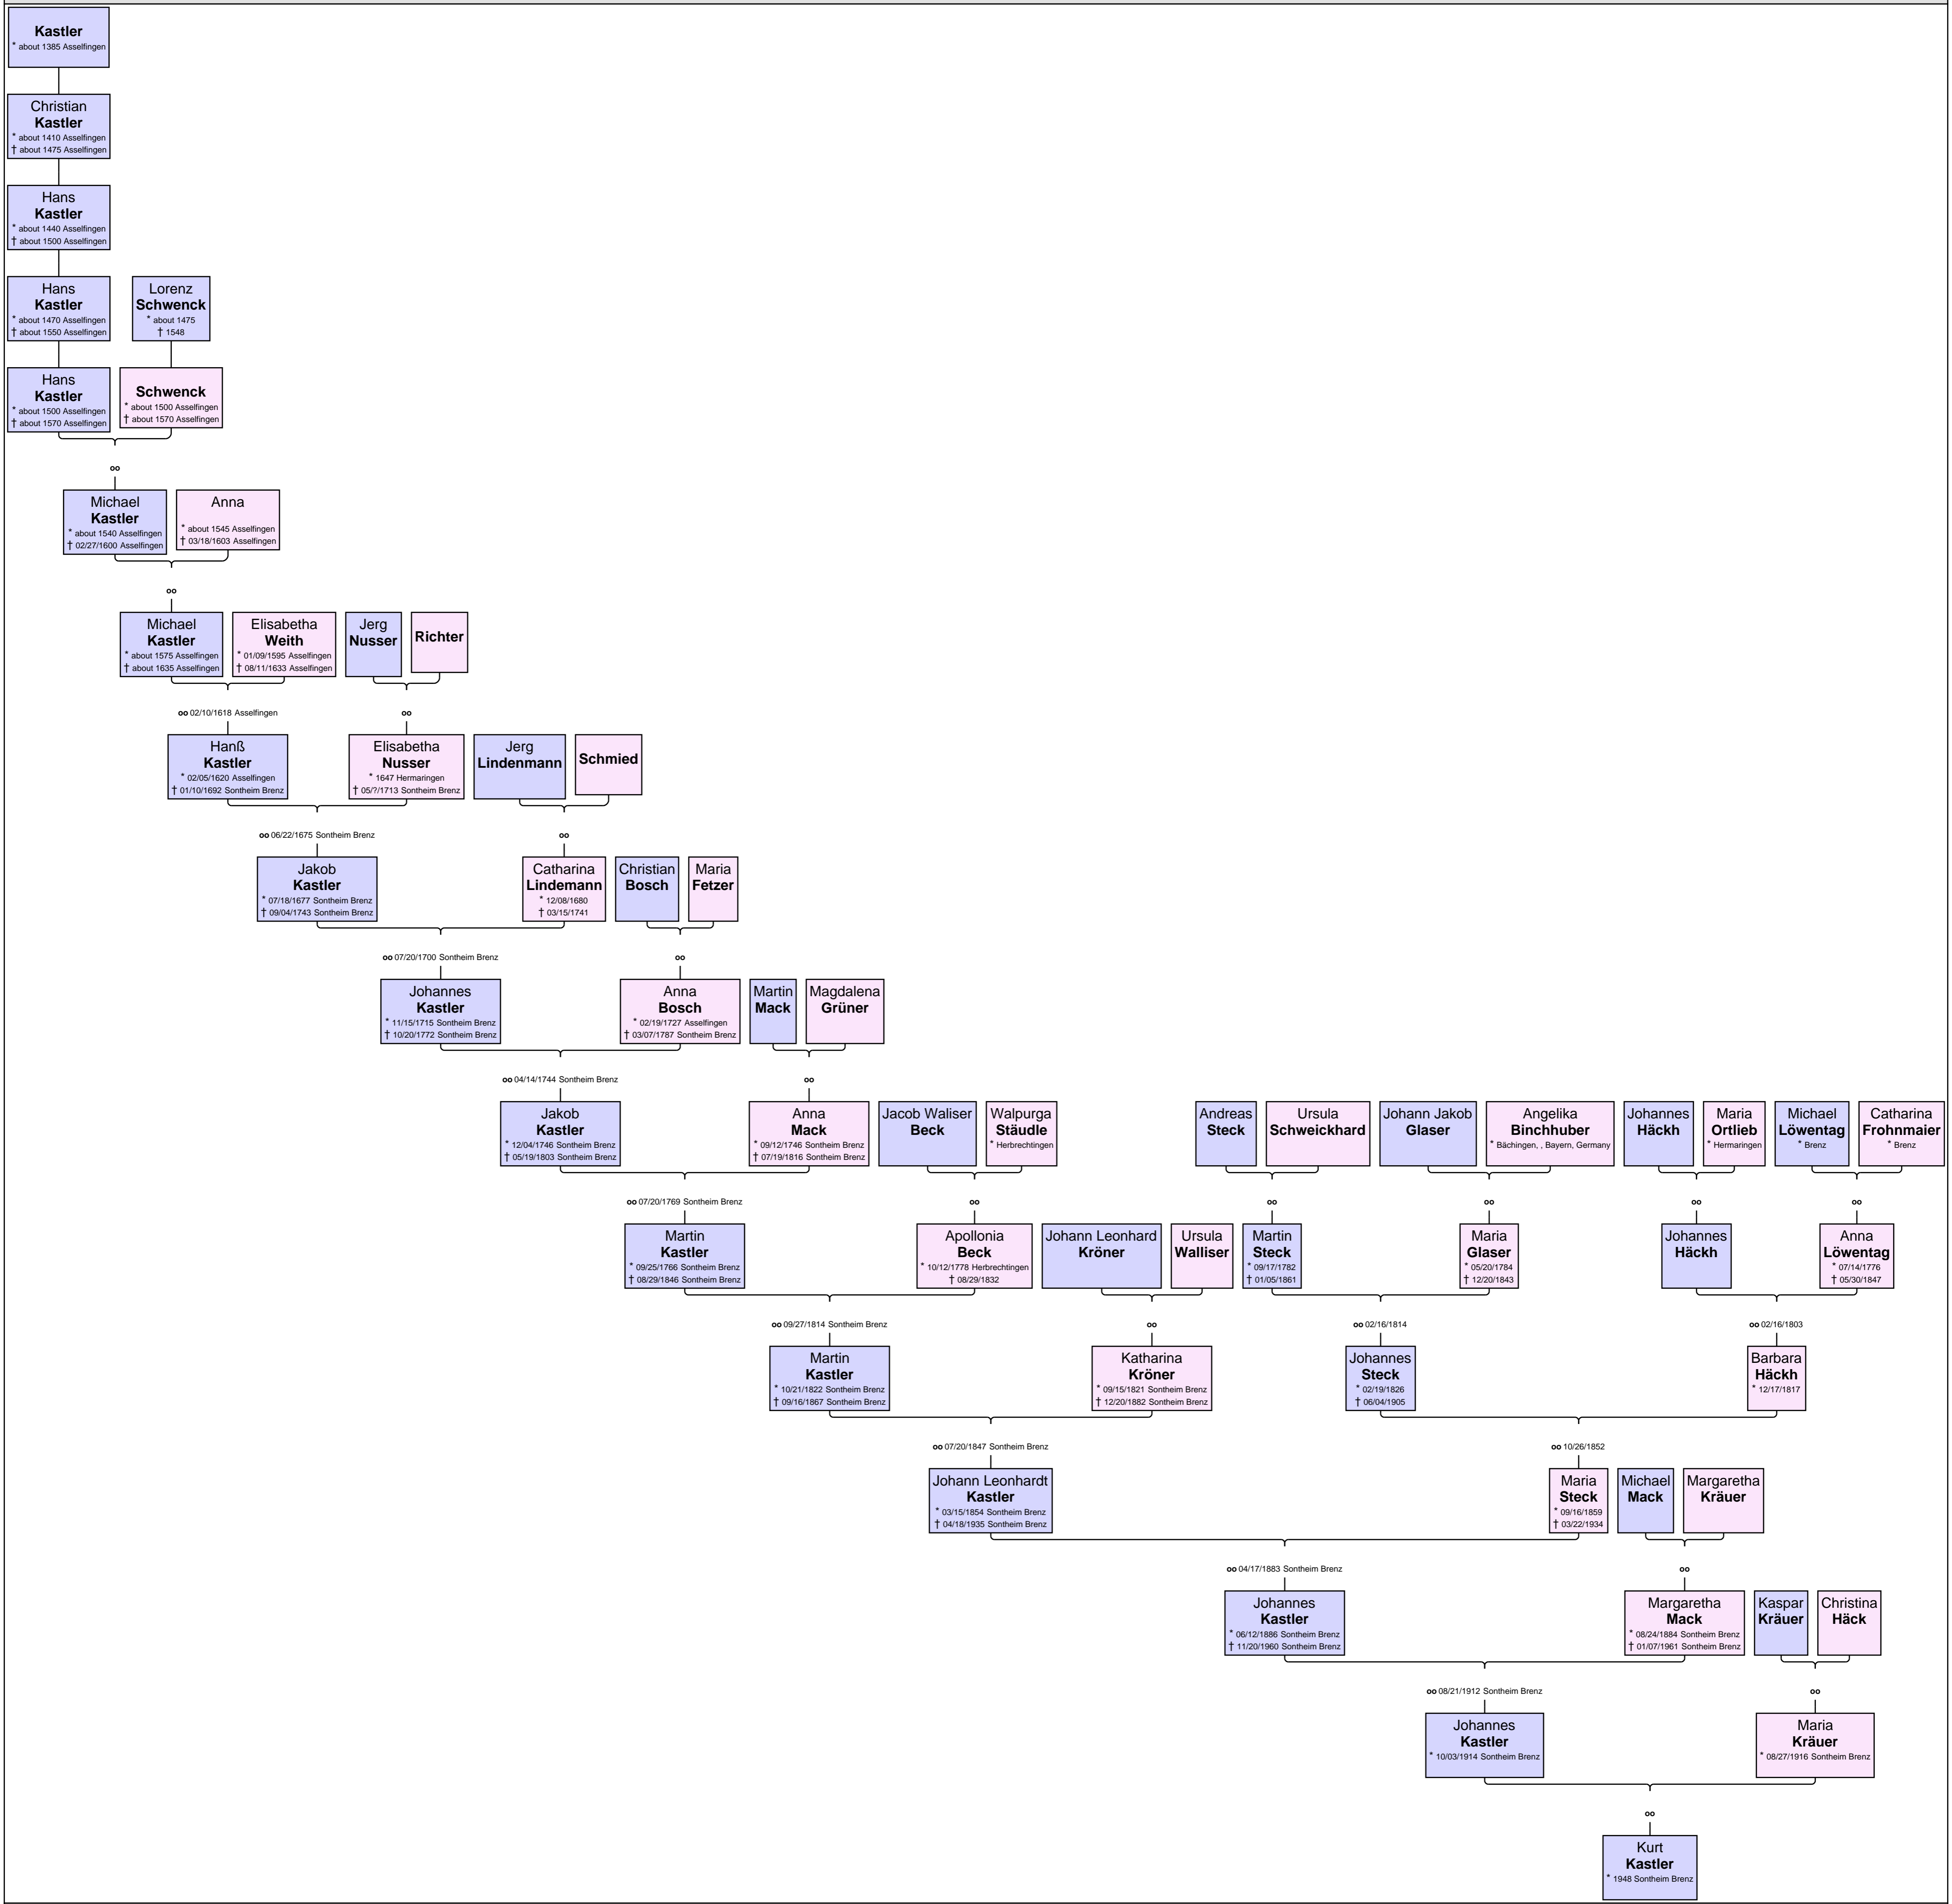 Kastler
* about 1385 Asselfingen
Christian
Kastler
* about 1410 Asselfingen
† about 1475 Asselfingen
Hans
Kastler
* about 1440 Asselfingen
† about 1500 Asselfingen
Hans
Kastler
* about 1470 Asselfingen
† about 1550 Asselfingen
Lorenz
Schwenck
* about 1475
† 1548
Hans
Kastler
* about 1500 Asselfingen
† about 1570 Asselfingen
Schwenck
* about 1500 Asselfingen
† about 1570 Asselfingen
oo
Michael
Kastler
* about 1540 Asselfingen
† 02/27/1600 Asselfingen
Anna
* about 1545 Asselfingen
† 03/18/1603 Asselfingen
oo
Michael
Kastler
* about 1575 Asselfingen
† about 1635 Asselfingen
Elisabetha
Weith
* 01/09/1595 Asselfingen
† 08/11/1633 Asselfingen
Jerg
Nusser
Richter
oo 02/10/1618 Asselfingen
oo
Hanß
Kastler
* 02/05/1620 Asselfingen
† 01/10/1692 Sontheim Brenz
Elisabetha
Nusser
* 1647 Hermaringen
† 05/?/1713 Sontheim Brenz
Jerg
Lindenmann
Schmied
oo 06/22/1675 Sontheim Brenz
oo
Jakob
Kastler
* 07/18/1677 Sontheim Brenz
† 09/04/1743 Sontheim Brenz
Catharina
Lindemann
* 12/08/1680
† 03/15/1741
Christian
Bosch
Maria
Fetzer
oo 07/20/1700 Sontheim Brenz
oo
Johannes
Kastler
* 11/15/1715 Sontheim Brenz
† 10/20/1772 Sontheim Brenz
Anna
Bosch
* 02/19/1727 Asselfingen
† 03/07/1787 Sontheim Brenz
Martin
Mack
Magdalena
Grüner
oo 04/14/1744 Sontheim Brenz
oo
Jakob
Kastler
* 12/04/1746 Sontheim Brenz
† 05/19/1803 Sontheim Brenz
Anna
Mack
* 09/12/1746 Sontheim Brenz
† 07/19/1816 Sontheim Brenz
Jacob Waliser
Beck
Walpurga
Stäudle
* Herbrechtingen
Andreas
Steck
Ursula
Schweickhard
Johann Jakob
Glaser
Angelika
Binchhuber
* Bächingen, , Bayern, Germany
Johannes
Häckh
Maria
Ortlieb
* Hermaringen
Michael
Löwentag
* Brenz
Catharina
Frohnmaier
* Brenz
oo 07/20/1769 Sontheim Brenz
oo
oo
oo
oo
oo
Martin
Kastler
* 09/25/1766 Sontheim Brenz
† 08/29/1846 Sontheim Brenz
Apollonia
Beck
* 10/12/1778 Herbrechtingen
† 08/29/1832
Johann Leonhard
Kröner
Ursula
Walliser
Martin
Steck
* 09/17/1782
† 01/05/1861
Maria
Glaser
* 05/20/1784
† 12/20/1843
Johannes
Häckh
Anna
Löwentag
* 07/14/1776
† 05/30/1847
oo 09/27/1814 Sontheim Brenz
oo
oo 02/16/1814
oo 02/16/1803
Martin
Kastler
* 10/21/1822 Sontheim Brenz
† 09/16/1867 Sontheim Brenz
Katharina
Kröner
* 09/15/1821 Sontheim Brenz
† 12/20/1882 Sontheim Brenz
Johannes
Steck
* 02/19/1826
† 06/04/1905
Barbara
Häckh
* 12/17/1817
oo 07/20/1847 Sontheim Brenz
oo 10/26/1852
Johann Leonhardt
Kastler
* 03/15/1854 Sontheim Brenz
† 04/18/1935 Sontheim Brenz
Maria
Steck
* 09/16/1859
† 03/22/1934
Michael
Mack
Margaretha
Kräuer
oo 04/17/1883 Sontheim Brenz
oo
Johannes
Kastler
* 06/12/1886 Sontheim Brenz
† 11/20/1960 Sontheim Brenz
Margaretha
Mack
* 08/24/1884 Sontheim Brenz
† 01/07/1961 Sontheim Brenz
Kaspar
Kräuer
Christina
Häck
oo 08/21/1912 Sontheim Brenz
oo
Johannes
Kastler
* 10/03/1914 Sontheim Brenz
Maria
Kräuer
* 08/27/1916 Sontheim Brenz
oo
Kurt
Kastler
* 1948 Sontheim Brenz